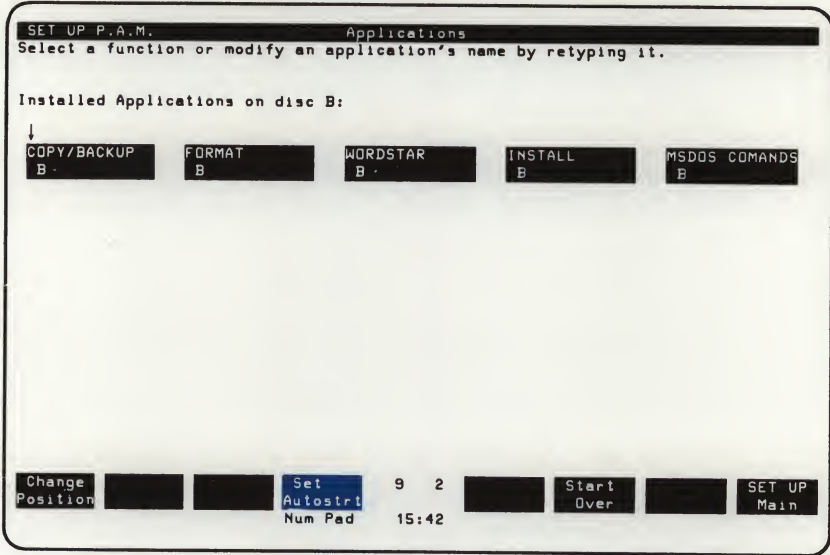 SET UP P.A.M. Applications
Select a function or modify an application's name by retyping it.
Installed Applications on disc B:
↓
COPY/BACKUP FORMAT WORDSTAR INSTALL MSDOS COMANDS
B B B B B
Change Set 9 2 Start SET UP
Position Autostrt Over Main
Num Pad 15:42